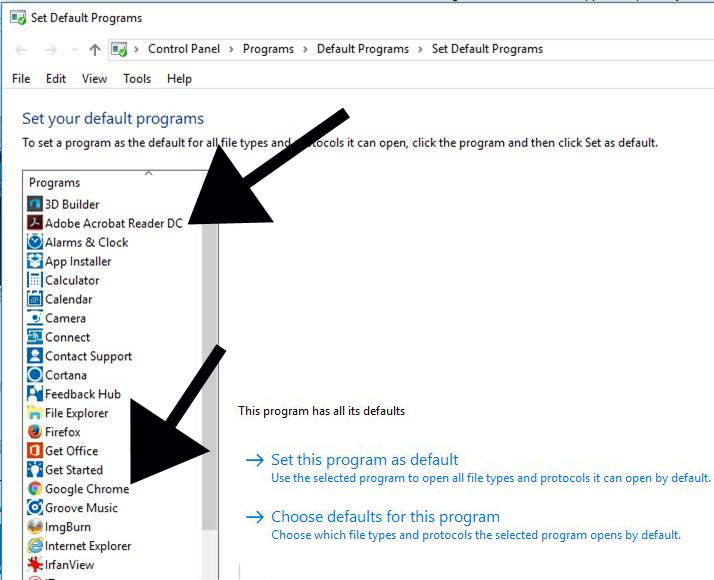 Set Default Programs
Control Panel > Programs > Default Programs > Set Default Programs
File Edit View Tools Help
Set your default programs
To set a program as the default for all file types and protocols it can open, click the program and then click Set as default.
Programs
3D Builder
Adobe Acrobat Reader DC
Alarms & Clock
App Installer
Calculator
Calendar
Camera
Connect
Contact Support
Cortana
Feedback Hub
File Explorer
Firefox
Get Office
Get Started
Google Chrome
Groove Music
ImgBurn
Internet Explorer
IrfanView
This program has all its defaults
Set this program as default
Use the selected program to open all file types and protocols it can open by default.
Choose defaults for this program
Choose which file types and protocols the selected program opens by default.